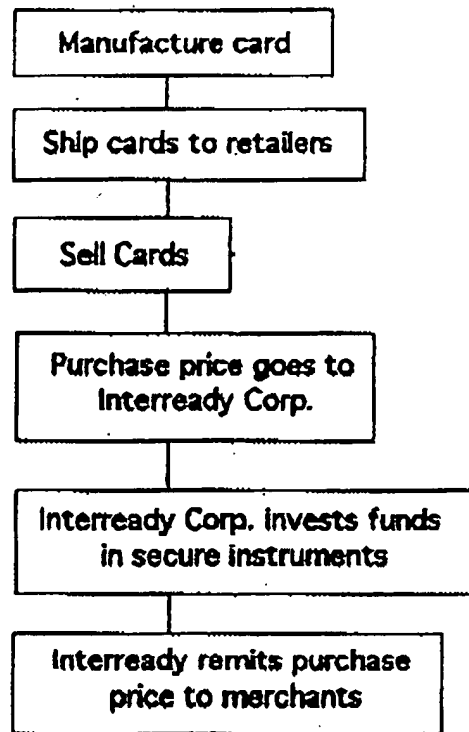 Manufacture card
Ship cards to retailers
Sell Cards
Purchase price goes to
Interready Corp.
Interready Corp. invests funds
in secure instruments
Interready remits purchase
price to merchants